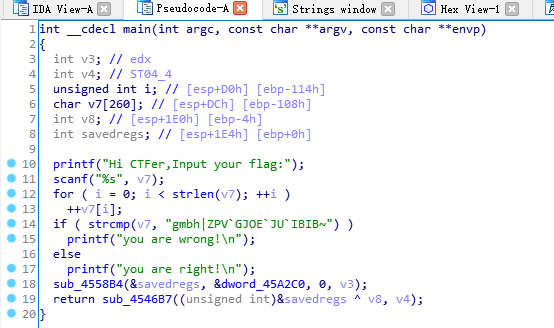 IDA View-A
Pseudocode-A
Strings window
Hex View-1
1 int __cdecl main(int argc, const char **argv, const char **envp)
2 {
3 int v3; // edx
4 int v4; // ST04_4
5 unsigned int i; // [esp+D0h] [ebp-114h]
6 char v7[260]; // [esp+DCh] [ebp-108h]
7 int v8; // [esp+1E0h] [ebp-4h]
8 int savedregs; // [esp+1E4h] [ebp+0h]
9
10 printf("Hi CTFer,Input your flag:");
11 scanf("%s", v7);
12 for ( i = 0; i < strlen(v7); ++i )
13 ++v7[i];
14 if ( strcmp(v7, "gmbh|ZPV`GJOE`JU`IBIB~") )
15 printf("you are wrong!\n");
16 else
17 printf("you are right!\n");
18 sub_4558B4(&savedregs, &dword_45A2C0, 0, v3);
19 return sub_4546B7((unsigned int)&savedregs ^ v8, v4);
20 }